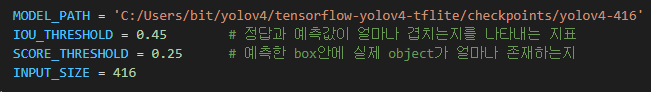 MODEL_PATH = 'C:/Users/bit/yolov4/tensorflow-yolov4-tflite/checkpoints/yolov4-416'
IOU_THRESHOLD = 0.45 # 정답과 예측값이 얼마나 겹치는지를 나타내는 지표
SCORE_THRESHOLD = 0.25 # 예측한 box안에 실제 object가 얼마나 존재하는지
INPUT_SIZE = 416